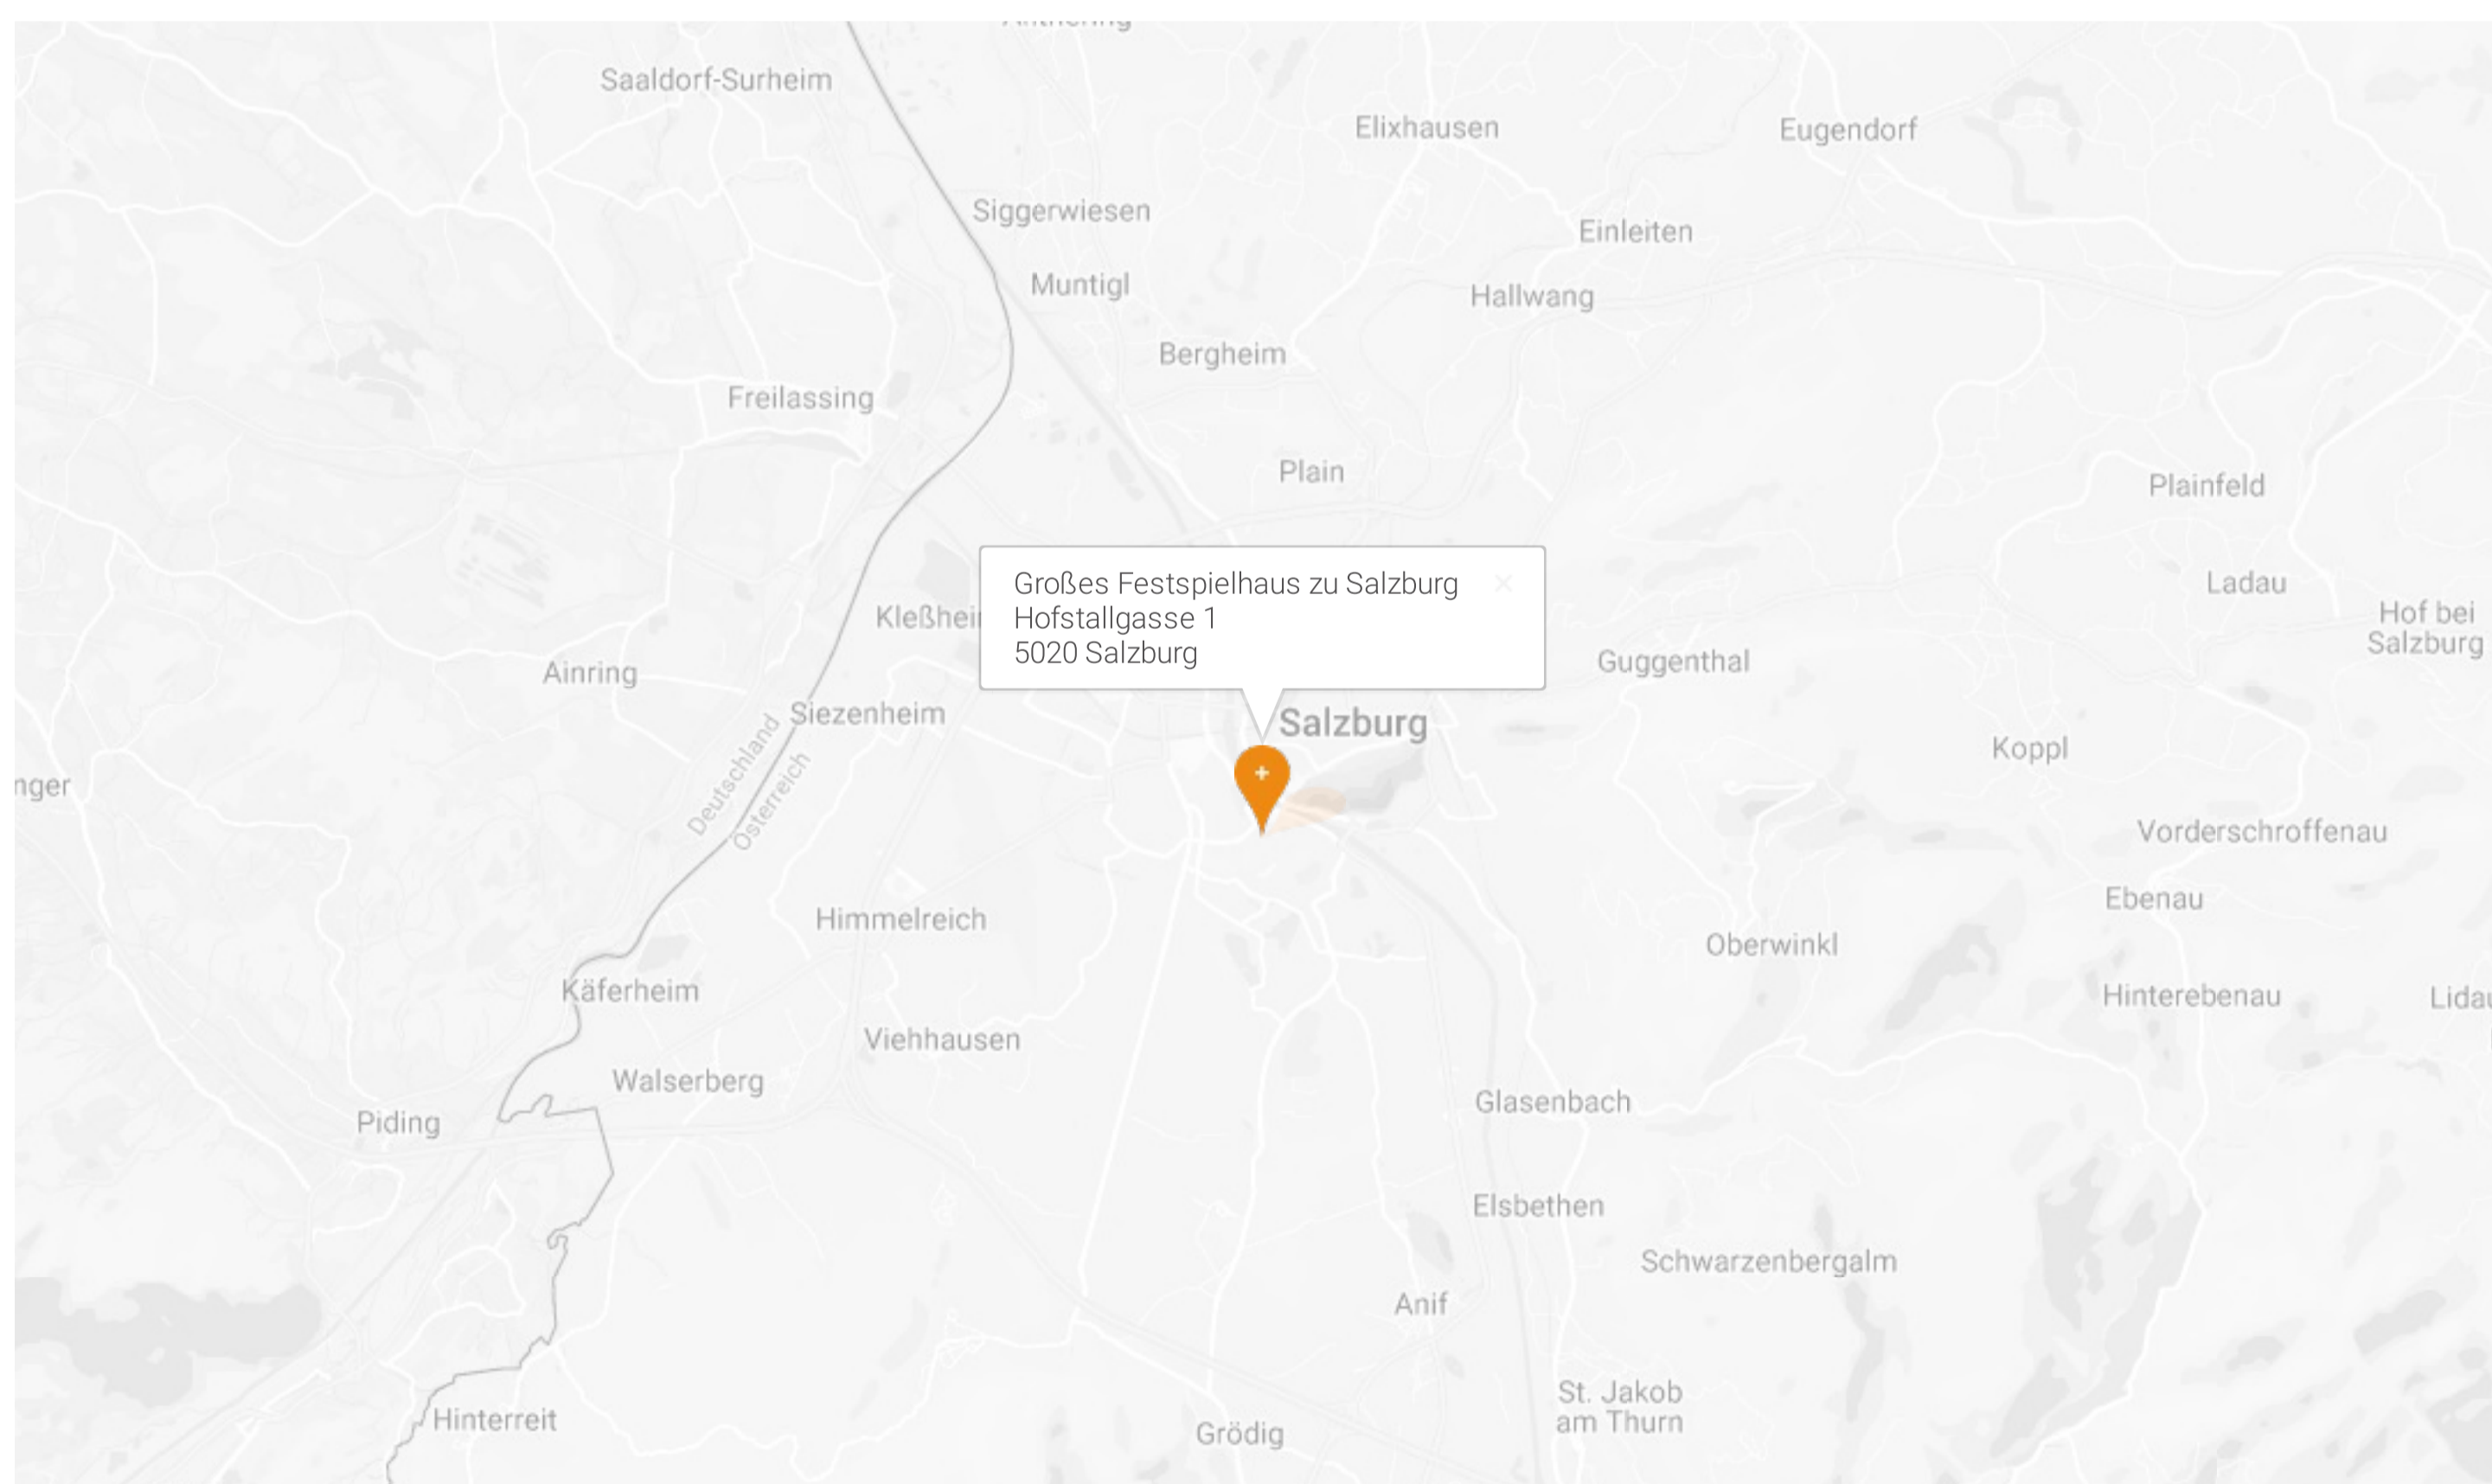 Saaldorf-Surheim
Elixhausen
Eugendorf
Siggerwiesen
Einleiten
Muntigl
Hallwang
Bergheim
Freilassing
Plain
Plainfeld
Großes Festspielhaus zu Salzburg
Hofstallgasse 1
5020 Salzburg
Ladau
Hof bei
Salzburg
Guggenthal
Ainring
Siezenheim
Salzburg
Deutschland
Österreich
Koppl
nger
Vorderschroffenau
Ebenau
Himmelreich
Oberwinkl
Käferheim
Hinterebenau
Viehhausen
Walserberg
Glasenbach
Piding
Elsbethen
Schwarzenbergalm
Anif
St. Jakob
am Thurn
Hinterreit
Grödig